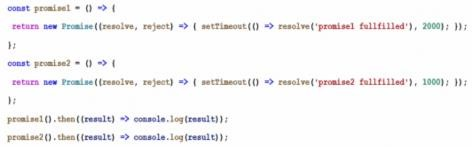 const promise1 = () => {
return new Promise((resolve, reject) => { setTimeout(() => resolve('promise1 fullfilled'), 2000); });
};
const promise2 = () => {
return new Promise((resolve, reject) => { setTimeout(() => resolve('promise2 fullfilled'), 1000); });
};
promise1().then((result) => console.log(result));
promise2().then((result) => console.log(result));